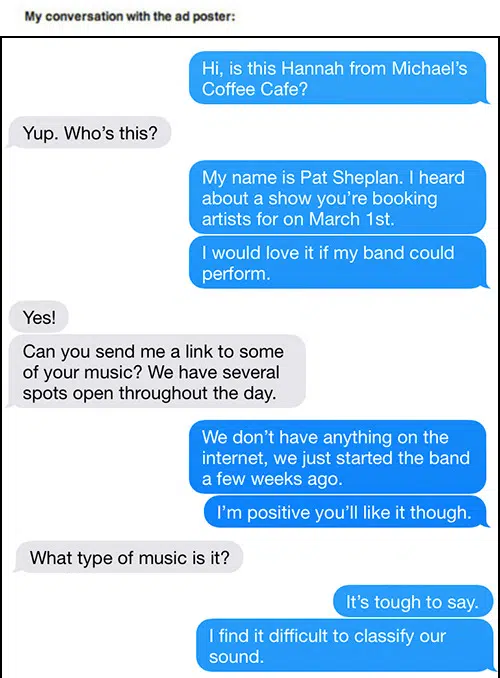 My conversation with the ad poster:
Hi, is this Hannah from Michael's
Coffee Cafe?
Yup. Who's this?
My name is Pat Sheplan. I heard
about a show you're booking
artists for on March 1st.
I would love it if my band could
perform.
Yes!
Can you send me a link to some
of your music? We have several
spots open throughout the day.
We don't have anything on the
internet, we just started the band
a few weeks ago.
I'm positive you'll like it though.
What type of music is it?
It's tough to say.
I find it difficult to classify our
sound.